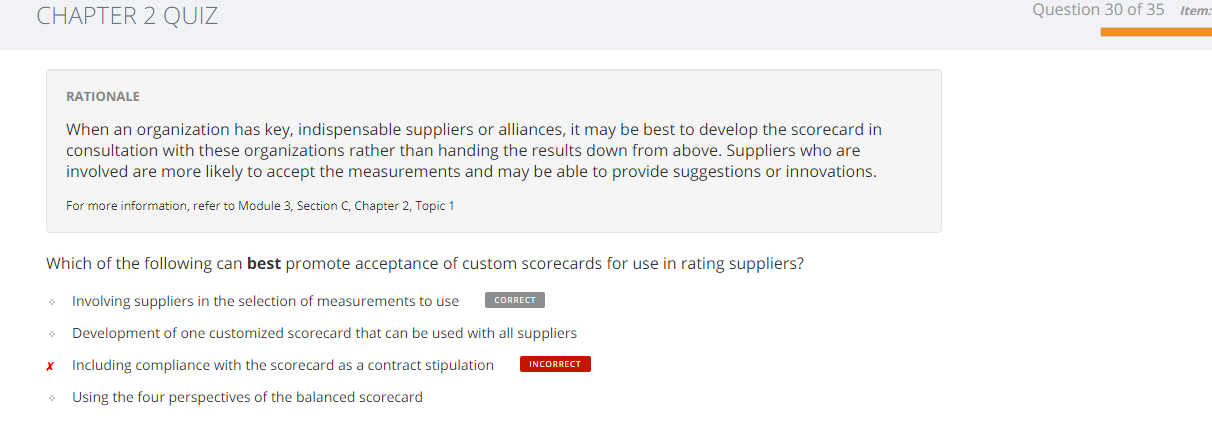 CHAPTER 2 QUIZ
Question 30 of 35 Item:
RATIONALE
When an organization has key, indispensable suppliers or alliances, it may be best to develop the scorecard in
consultation with these organizations rather than handing the results down from above. Suppliers who are
involved are more likely to accept the measurements and may be able to provide suggestions or innovations.
For more information, refer to Module 3, Section C, Chapter 2, Topic 1
Which of the following can best promote acceptance of custom scorecards for use in rating suppliers?
Involving suppliers in the selection of measurements to use CORRECT
Development of one customized scorecard that can be used with all suppliers
✗ Including compliance with the scorecard as a contract stipulation INCORRECT
Using the four perspectives of the balanced scorecard